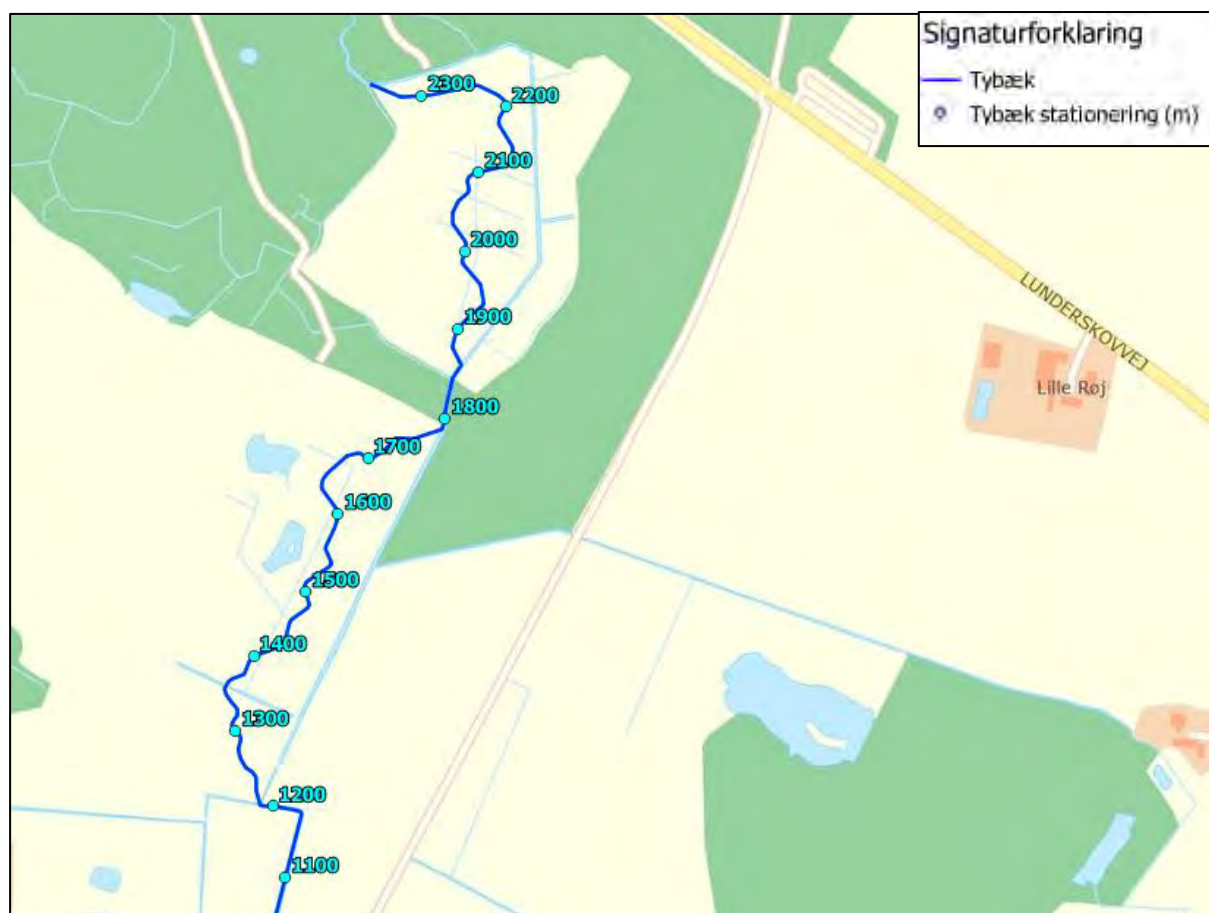 Signaturforklaring
Tybæk
Tybæk stationering (m)
2300
2200
2100
2000
LUNDERSKOVVEJ
1900
Lille Røj
1800
1700
1600
1500
1400
1300
1200
1100